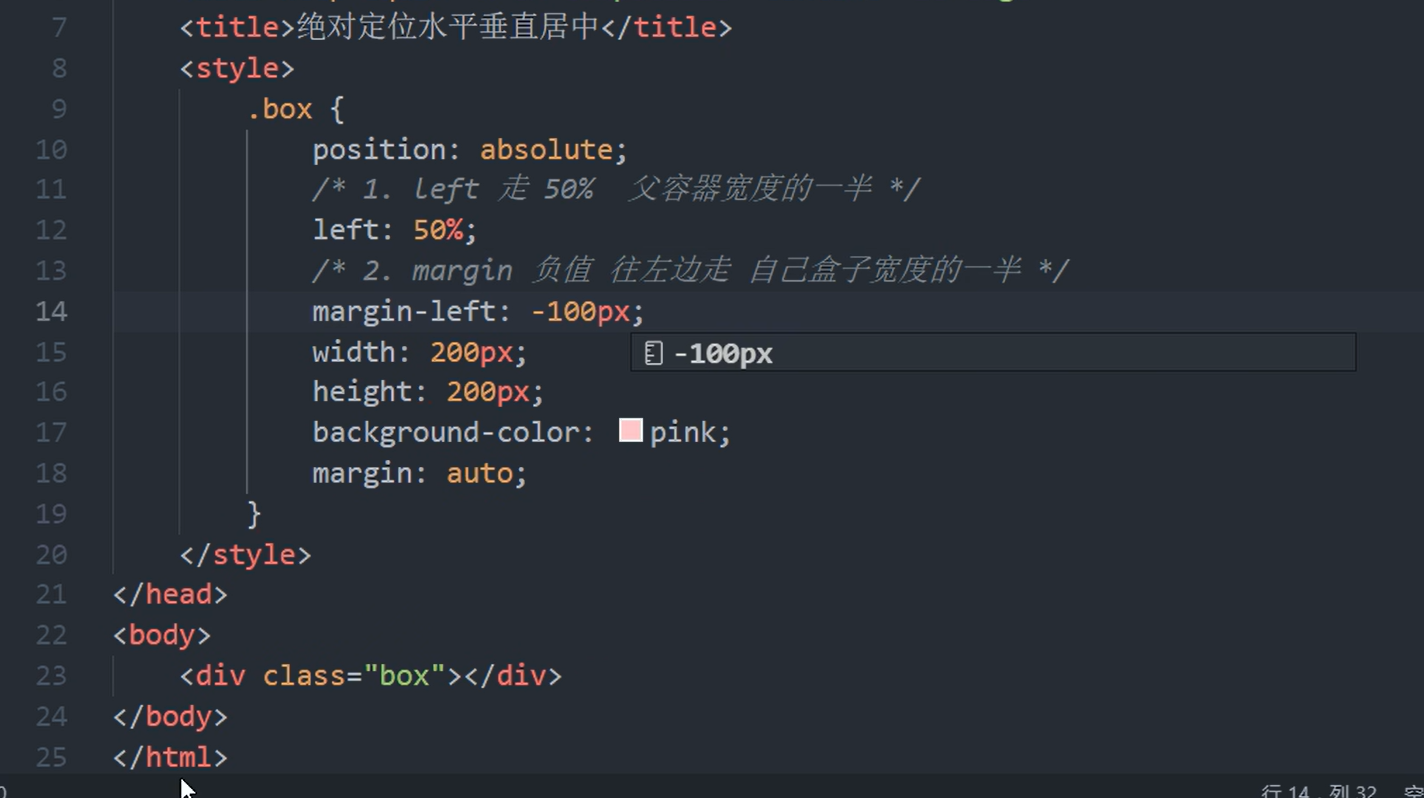 7 <title>绝对定位水平垂直居中</title>
8 <style>
9 .box {
10 position: absolute;
11 /* 1. left 走 50%  父容器宽度的一半 */
12 left: 50%;
13 /* 2. margin 负值 往左边走 自己盒子宽度的一半 */
14 margin-left: -100px;
-100px
15 width: 200px;
16 height: 200px;
17 background-color: pink;
18 margin: auto;
19 }
20 </style>
21 </head>
22 <body>
23 <div class="box"></div>
24 </body>
25 </html>
行 14，列 32